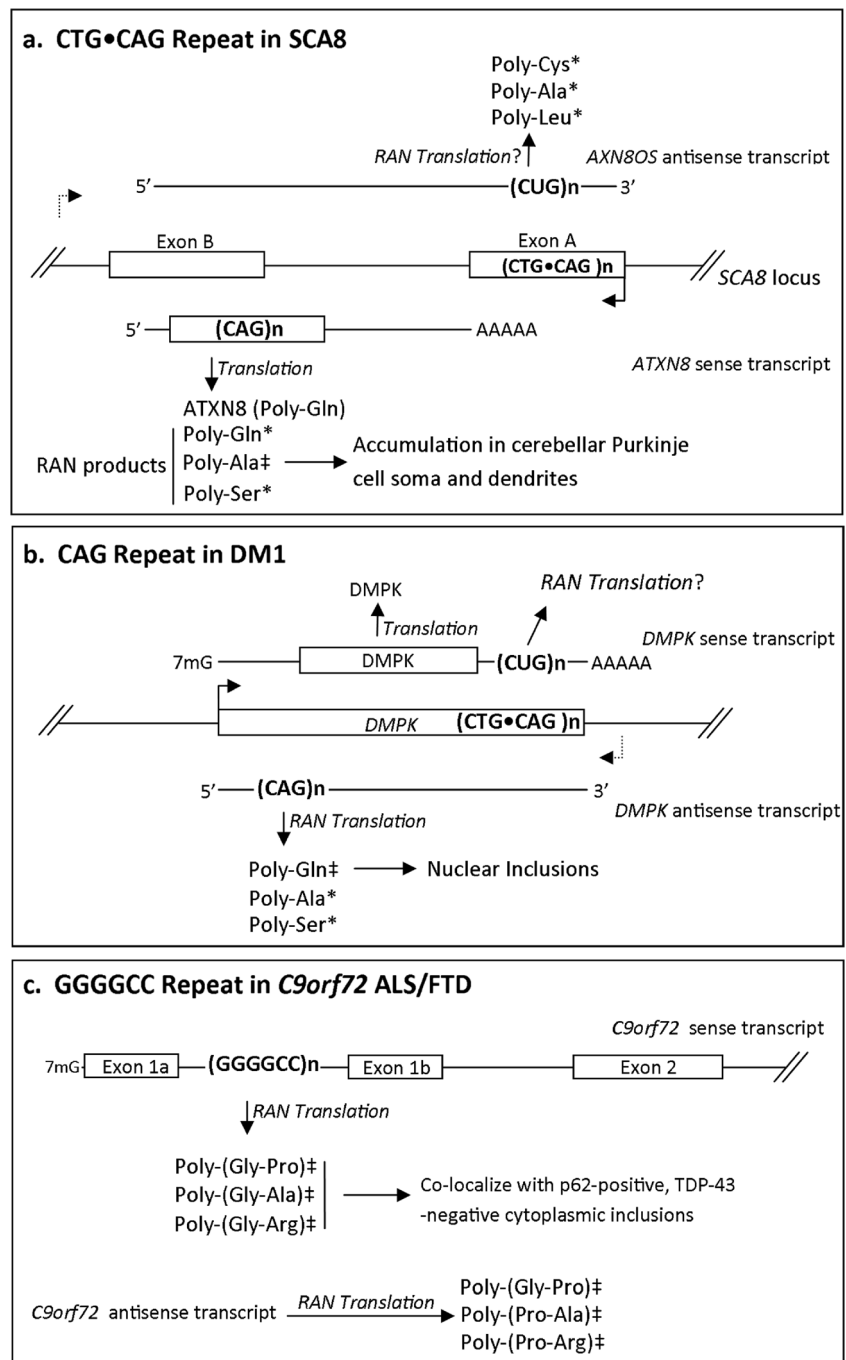 a. CTG•CAG Repeat in SCA8
Poly-Cys*
Poly-Ala*
Poly-Leu*
RAN Translation?
AXN8OS antisense transcript
5′
(CUG)n
3′
Exon B
Exon A
(CTG•CAG )n
SCA8 locus
5′
(CAG)n
AAAAA
ATXN8 sense transcript
Translation
ATXN8 (Poly-Gln)
RAN products
Poly-Gln*
Poly-Ala‡
Poly-Ser*
Accumulation in cerebellar Purkinje
cell soma and dendrites
b. CAG Repeat in DM1
DMPK
RAN Translation?
Translation
DMPK sense transcript
7mG
DMPK
(CUG)n
AAAAA
DMPK
(CTG•CAG )n
5′
(CAG)n
3′
DMPK antisense transcript
RAN Translation
Poly-Gln‡
Nuclear Inclusions
Poly-Ala*
Poly-Ser*
c. GGGGCC Repeat in C9orf72 ALS/FTD
C9orf72 sense transcript
7mG
Exon 1a
(GGGGCC)n
Exon 1b
Exon 2
RAN Translation
Poly-(Gly-Pro)‡
Poly-(Gly-Ala)‡
Poly-(Gly-Arg)‡
Co-localize with p62-positive, TDP-43
-negative cytoplasmic inclusions
C9orf72 antisense transcript
RAN Translation
Poly-(Gly-Pro)‡
Poly-(Pro-Ala)‡
Poly-(Pro-Arg)‡